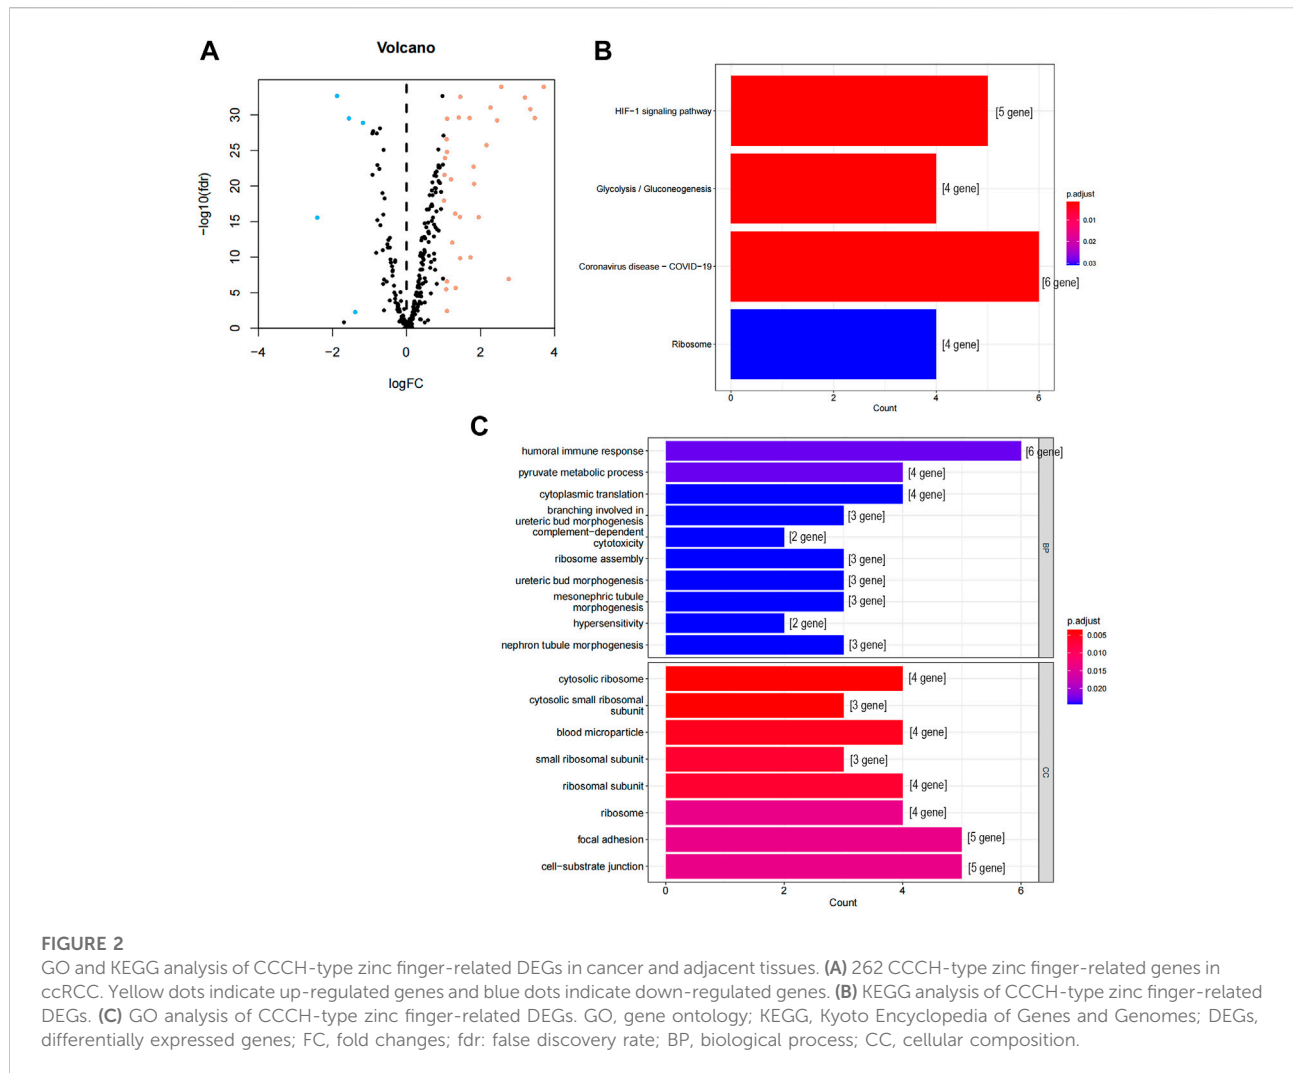 A
Volcano
−log10(fdr)
30
25
20
15
10
5
0
−4
−2
0
2
4
logFC
B
HIF−1 signaling pathway
[5 gene]
Glycolysis / Gluconeogenesis
[4 gene]
Coronavirus disease − COVID−19
[6 gene]
Ribosome
[4 gene]
0
2
4
6
Count
p.adjust
0.01
0.02
0.03
C
humoral immune response
[6 gene]
pyruvate metabolic process
[4 gene]
cytoplasmic translation
[4 gene]
branching involved in
ureteric bud morphogenesis
[3 gene]
complement−dependent
cytotoxicity
[2 gene]
ribosome assembly
[3 gene]
ureteric bud morphogenesis
[3 gene]
mesonephric tubule
morphogenesis
[3 gene]
hypersensitivity
[2 gene]
nephron tubule morphogenesis
[3 gene]
BP
cytosolic ribosome
[4 gene]
cytosolic small ribosomal
subunit
[3 gene]
blood microparticle
[4 gene]
small ribosomal subunit
[3 gene]
ribosomal subunit
[4 gene]
ribosome
[4 gene]
focal adhesion
[5 gene]
cell−substrate junction
[5 gene]
CC
0
2
4
6
Count
p.adjust
0.005
0.010
0.015
0.020
FIGURE 2
GO and KEGG analysis of CCCH-type zinc finger-related DEGs in cancer and adjacent tissues. (A) 262 CCCH-type zinc finger-related genes in
ccRCC. Yellow dots indicate up-regulated genes and blue dots indicate down-regulated genes. (B) KEGG analysis of CCCH-type zinc finger-related
DEGs. (C) GO analysis of CCCH-type zinc finger-related DEGs. GO, gene ontology; KEGG, Kyoto Encyclopedia of Genes and Genomes; DEGs,
differentially expressed genes; FC, fold changes; fdr: false discovery rate; BP, biological process; CC, cellular composition.